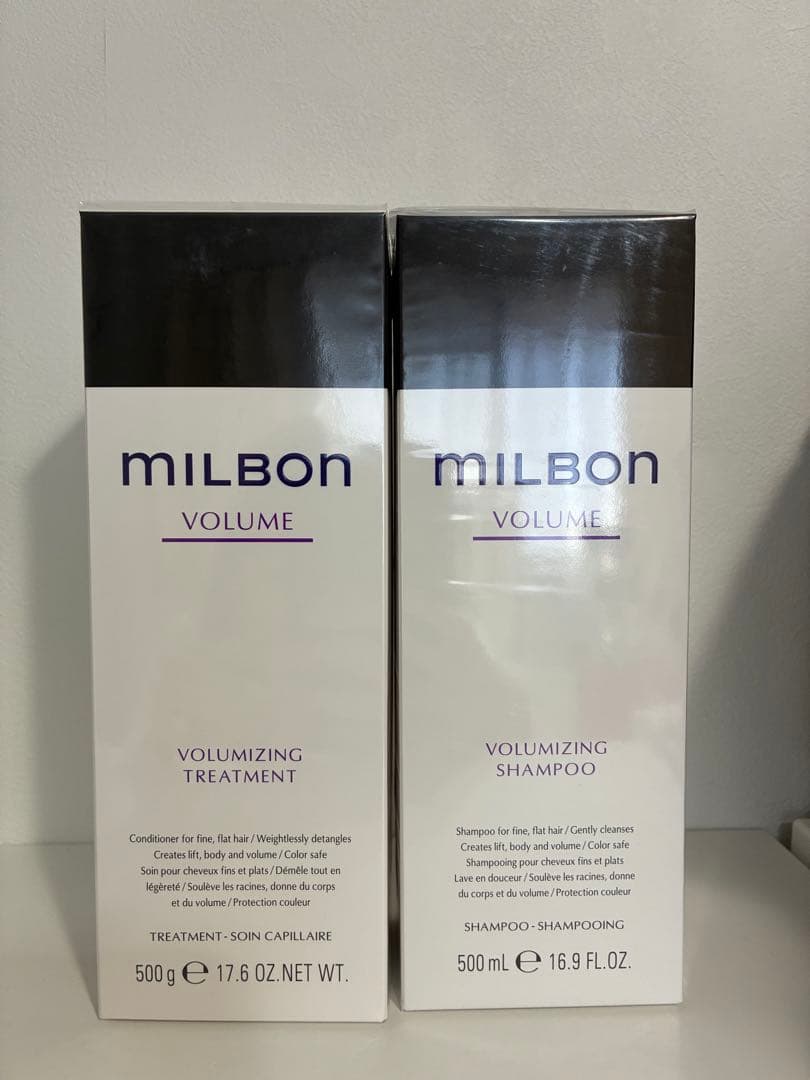 mILBOn
VOLUME
VOLUMIZING
TREATMENT
Conditioner for fine, flat hair / Weightlessly detangles
Creates lift, body and volume / Color safe
Soin pour cheveux fins et plats / Démêle tout en
légèreté / Soulève les racines, donne du corps
et du volume / Protection couleur
TREATMENT - SOIN CAPILLAIRE
500 g ℮ 17.6 OZ.NET WT.
mILBOn
VOLUME
VOLUMIZING
SHAMPOO
Shampoo for fine, flat hair / Gently cleanses
Creates lift, body and volume / Color safe
Shampooing pour cheveux fins et plats
Lave en douceur / Soulève les racines, donne
du corps et du volume / Protection couleur
SHAMPOO - SHAMPOOING
500 mL ℮ 16.9 FL.OZ.